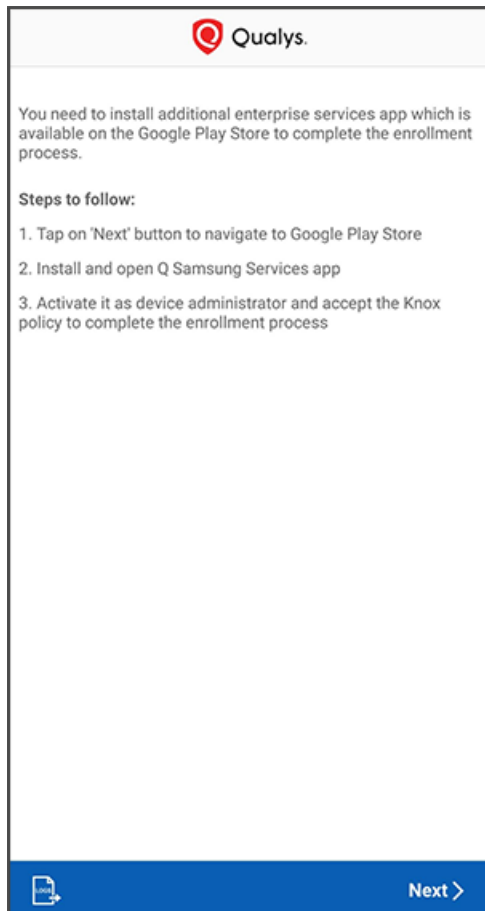 Qualys.
You need to install additional enterprise services app which is
available on the Google Play Store to complete the enrollment
process.
Steps to follow:
1. Tap on 'Next' button to navigate to Google Play Store
2. Install and open Q Samsung Services app
3. Activate it as device administrator and accept the Knox
policy to complete the enrollment process
LOGS
Next